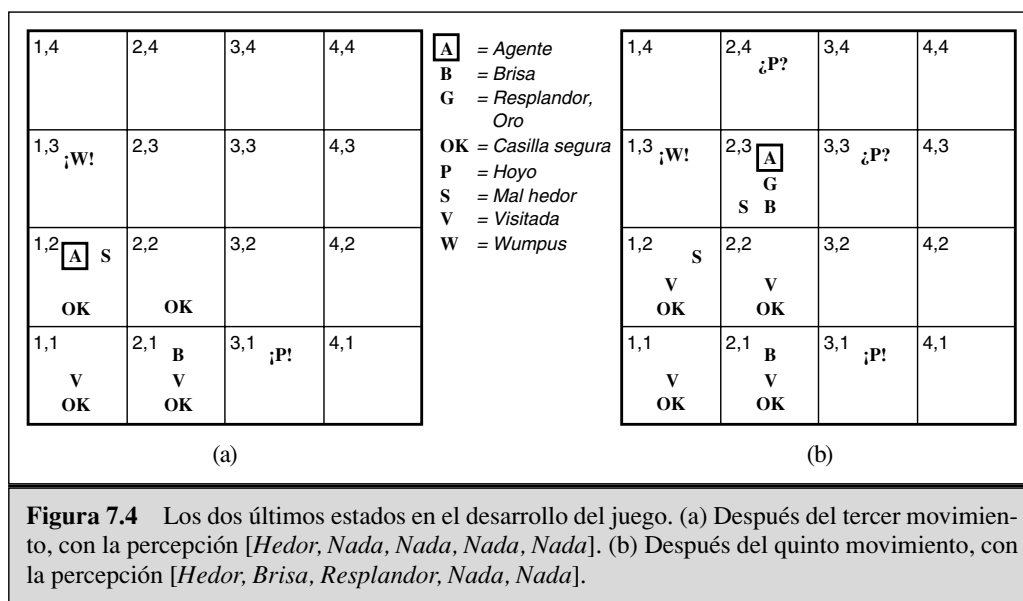 1,4 2,4 3,4 4,4
1,3 ¡W! 2,3 3,3 4,3
1,2 A S 2,2 3,2 4,2
OK OK
1,1 2,1 B 3,1 ¡P! 4,1
V V
OK OK
(a)
A = Agente
B = Brisa
G = Resplandor,
Oro
OK = Casilla segura
P = Hoyo
S = Mal hedor
V = Visitada
W = Wumpus
1,4 2,4 ¿P? 3,4 4,4
1,3 ¡W! 2,3 A 3,3 ¿P? 4,3
G
S B
1,2 S 2,2 3,2 4,2
V V
OK OK
1,1 2,1 B 3,1 ¡P! 4,1
V V
OK OK
(b)
Figura 7.4 Los dos últimos estados en el desarrollo del juego. (a) Después del tercer movimien-
to, con la percepción [Hedor, Nada, Nada, Nada, Nada]. (b) Después del quinto movimiento, con
la percepción [Hedor, Brisa, Resplandor, Nada, Nada].